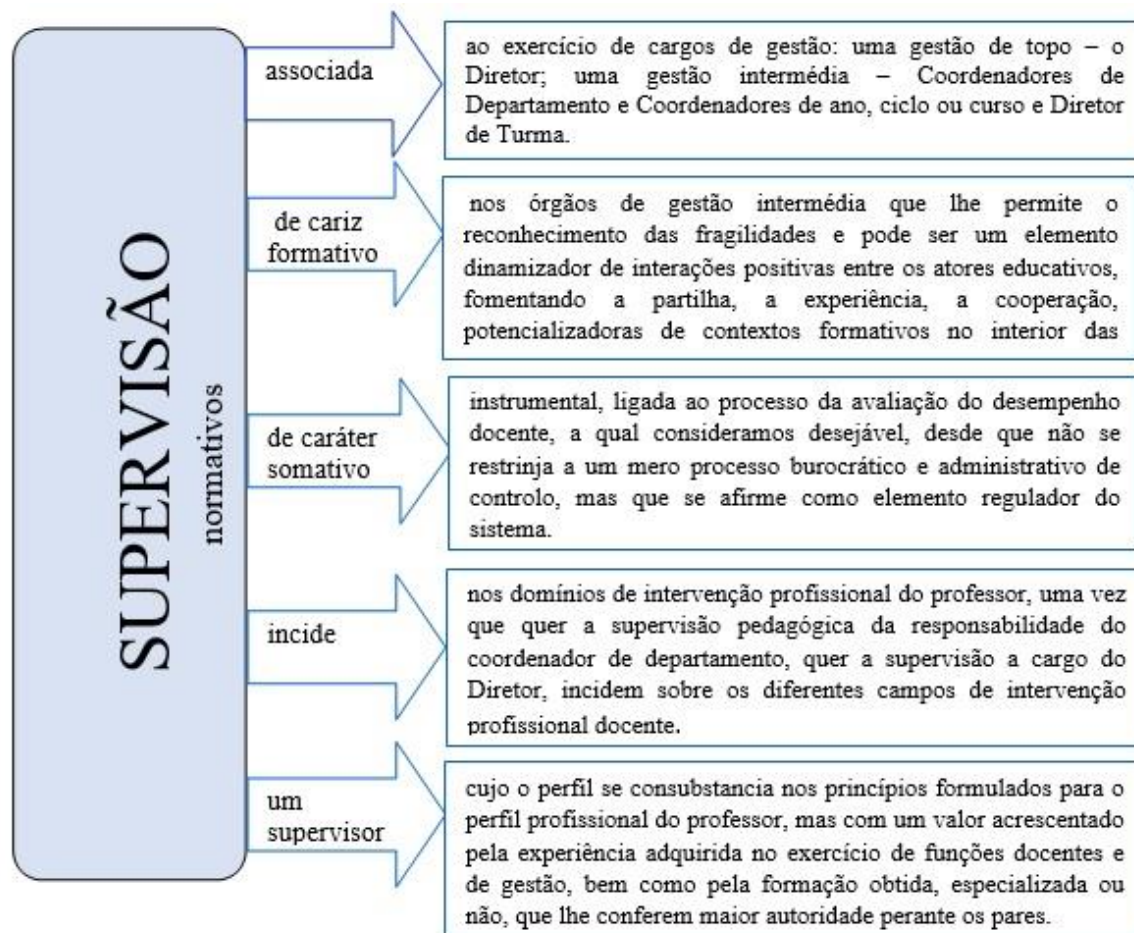 SUPERVISÃO
normativos
associada
ao exercício de cargos de gestão: uma gestão de topo – o
Diretor; uma gestão intermédia – Coordenadores de
Departamento e Coordenadores de ano, ciclo ou curso e Diretor
de Turma.
de cariz
formativo
nos órgãos de gestão intermédia que lhe permite o
reconhecimento das fragilidades e pode ser um elemento
dinamizador de interações positivas entre os atores educativos,
fomentando a partilha, a experiência, a cooperação,
potencializadoras de contextos formativos no interior das
de caráter
somativo
instrumental, ligada ao processo da avaliação do desempenho
docente, a qual consideramos desejável, desde que não se
restrinja a um mero processo burocrático e administrativo de
controlo, mas que se afirme como elemento regulador do
sistema.
incide
nos domínios de intervenção profissional do professor, uma vez
que quer a supervisão pedagógica da responsabilidade do
coordenador de departamento, quer a supervisão a cargo do
Diretor, incidem sobre os diferentes campos de intervenção
profissional docente.
um
supervisor
cujo o perfil se consubstancia nos princípios formulados para o
perfil profissional do professor, mas com um valor acrescentado
pela experiência adquirida no exercício de funções docentes e
de gestão, bem como pela formação obtida, especializada ou
não, que lhe conferem maior autoridade perante os pares.